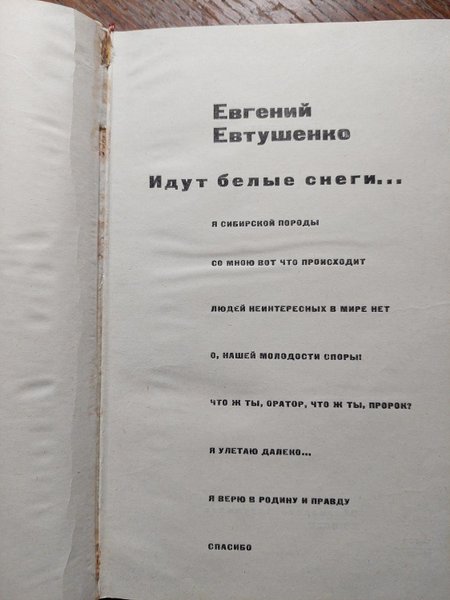 Евгений
Евтушенко
Идут белые снеги...
Я СИБИРСКОЙ ПОРОДЫ
СО МНОЮ ВОТ ЧТО ПРОИСХОДИТ
ЛЮДЕЙ НЕИНТЕРЕСНЫХ В МИРЕ НЕТ
О, НАШЕЙ МОЛОДОСТИ СПОРЫ!
ЧТО Ж ТЫ, ОРАТОР, ЧТО Ж ТЫ, ПРОРОК?
Я УЛЕТАЮ ДАЛЕКО...
Я ВЕРЮ В РОДИНУ И ПРАВДУ
СПАСИБО